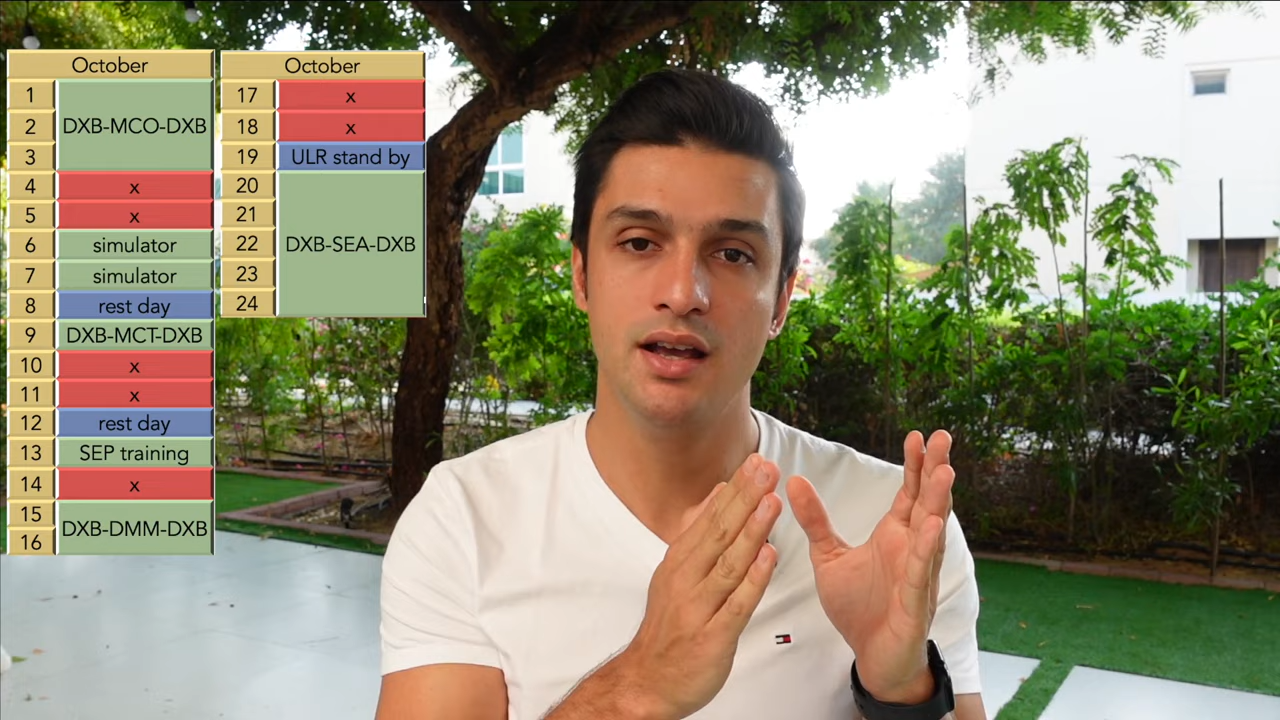 October
1
2
3
DXB-MCO-DXB
4 x
5 x
6 simulator
7 simulator
8 rest day
9 DXB-MCT-DXB
10 x
11 x
12 rest day
13 SEP training
14 x
15
16
DXB-DMM-DXB
October
17 x
18 x
19 ULR stand by
20
21
22
23
24
DXB-SEA-DXB